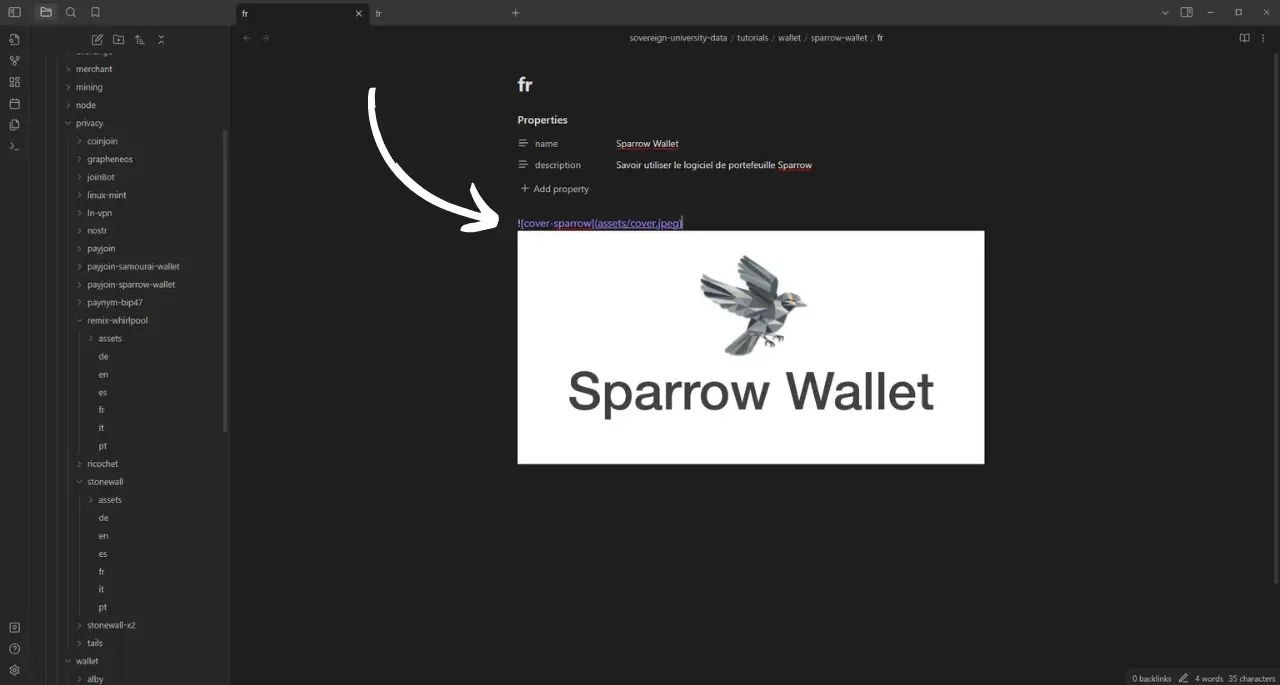 fr
fr
sovereign-university-data / tutorials / wallet / sparrow-wallet / fr
merchant
mining
node
privacy
coinjoin
grapheneos
joinBot
linux-mint
ln-vpn
nostr
payjoin
payjoin-samourai-wallet
payjoin-sparrow-wallet
paynym-bip47
remix-whirlpool
assets
de
en
es
fr
it
pt
ricochet
stonewall
assets
de
en
es
fr
it
pt
stonewall-x2
tails
wallet
alby
fr
Properties
name Sparrow Wallet
description Savoir utiliser le logiciel de portefeuille Sparrow
+ Add property
![cover-sparrow](assets/cover.jpeg)
Sparrow Wallet
0 backlinks 4 words 35 characters